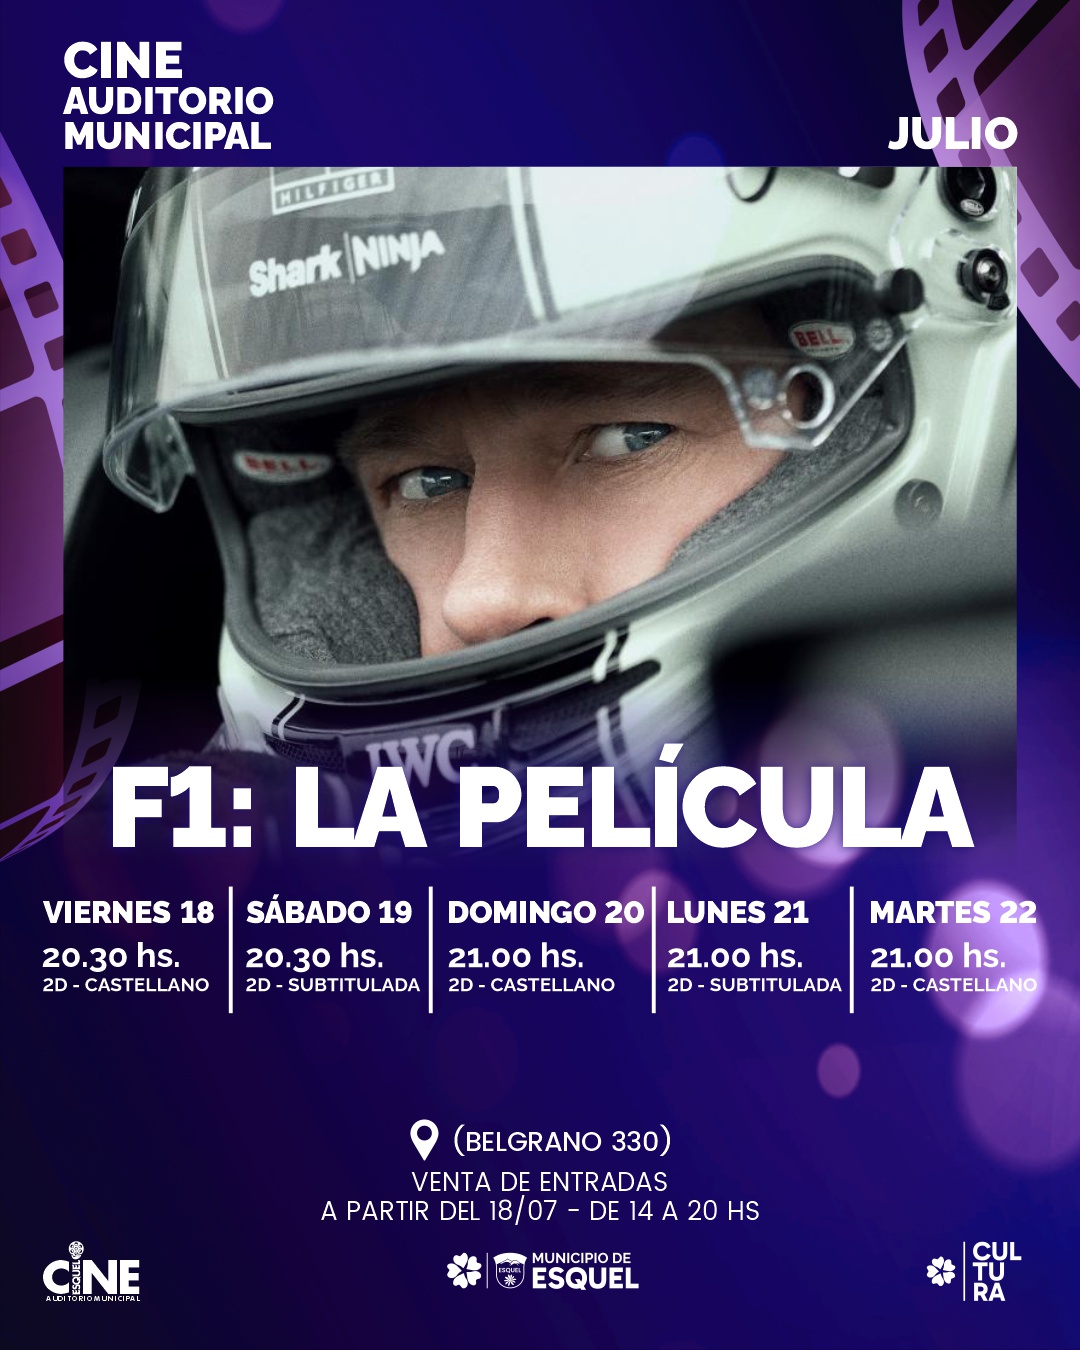 CINE
AUDITORIO
MUNICIPAL
JULIO
HILFIGER
Shark|NINJA
BELL
BELL
IWC
F1: LA PELÍCULA
VIERNES 18
20.30 hs.
2D - CASTELLANO
SÁBADO 19
20.30 hs.
2D - SUBTITULADA
DOMINGO 20
21.00 hs.
2D - CASTELLANO
LUNES 21
21.00 hs.
2D - SUBTITULADA
MARTES 22
21.00 hs.
2D - CASTELLANO
(BELGRANO 330)
VENTA DE ENTRADAS
A PARTIR DEL 18/07 - DE 14 A 20 HS
CINE
ESQUEL
AUDITORIO MUNICIPAL
ESQUEL
MUNICIPIO DE
ESQUEL
CUL
TU
RA